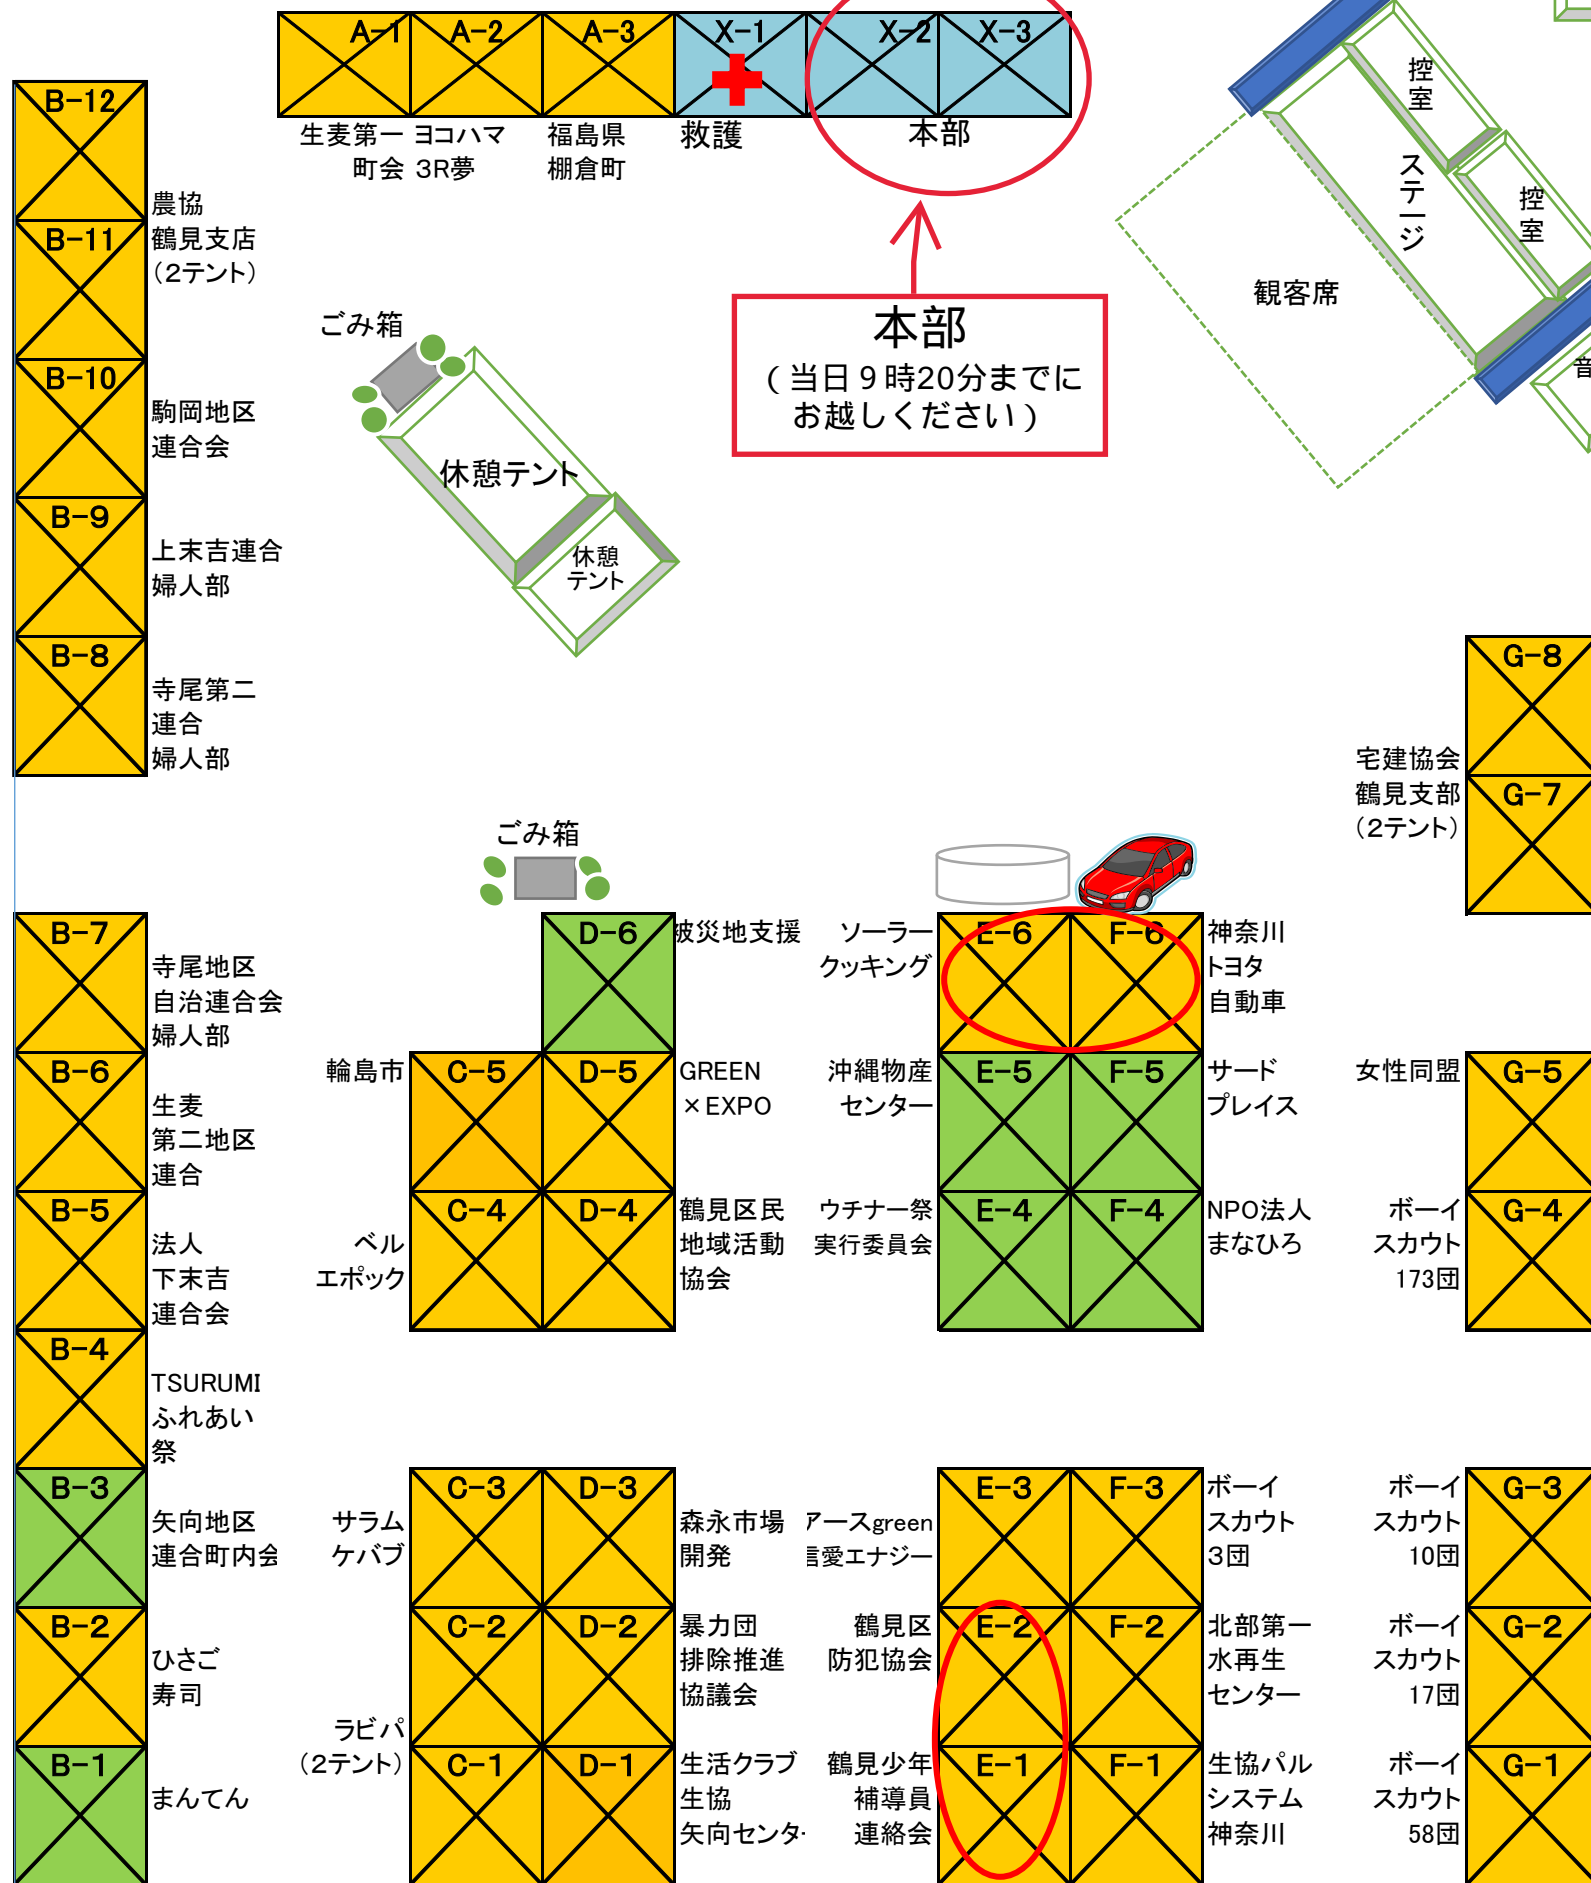 A-1 A-2 A-3 X-1 X-2 X-3
生麦第一
町会
ヨコハマ
3R夢
福島県
棚倉町
救護
本部
控室
控室
ステージ
観客席
音
本部
(当日9時20分までに
お越しください)
ごみ箱
休憩テント
休憩
テント
B-12
農協
鶴見支店
(2テント)
B-11
B-10
駒岡地区
連合会
B-9
上末吉連合
婦人部
B-8
寺尾第二
連合
婦人部
G-8
宅建協会
鶴見支部
(2テント)
G-7
ごみ箱
B-7
寺尾地区
自治連合会
婦人部
D-6
被災地支援
ソーラー
クッキング
E-6
F-6
神奈川
トヨタ
自動車
B-6
生麦
第二地区
連合
輪島市
C-5
D-5
GREEN
×EXPO
沖縄物産
センター
E-5
F-5
サード
プレイス
女性同盟
G-5
B-5
法人
下末吉
連合会
ベル
エポック
C-4
D-4
鶴見区民
地域活動
協会
ウチナー祭
実行委員会
E-4
F-4
NPO法人
まなひろ
ボーイ
スカウト
173団
G-4
B-4
TSURUMI
ふれあい
祭
B-3
矢向地区
連合町内会
サラム
ケバブ
C-3
D-3
森永市場
開発
アースgreen
信愛エナジー
E-3
F-3
ボーイ
スカウト
3団
ボーイ
スカウト
10団
G-3
B-2
ひさご
寿司
C-2
D-2
暴力団
排除推進
協議会
鶴見区
防犯協会
E-2
F-2
北部第一
水再生
センター
ボーイ
スカウト
17団
G-2
ラビパ
(2テント)
B-1
まんてん
C-1
D-1
生活クラブ
生協
矢向センタ
鶴見少年
補導員
連絡会
E-1
F-1
生協パル
システム
神奈川
ボーイ
スカウト
58団
G-1